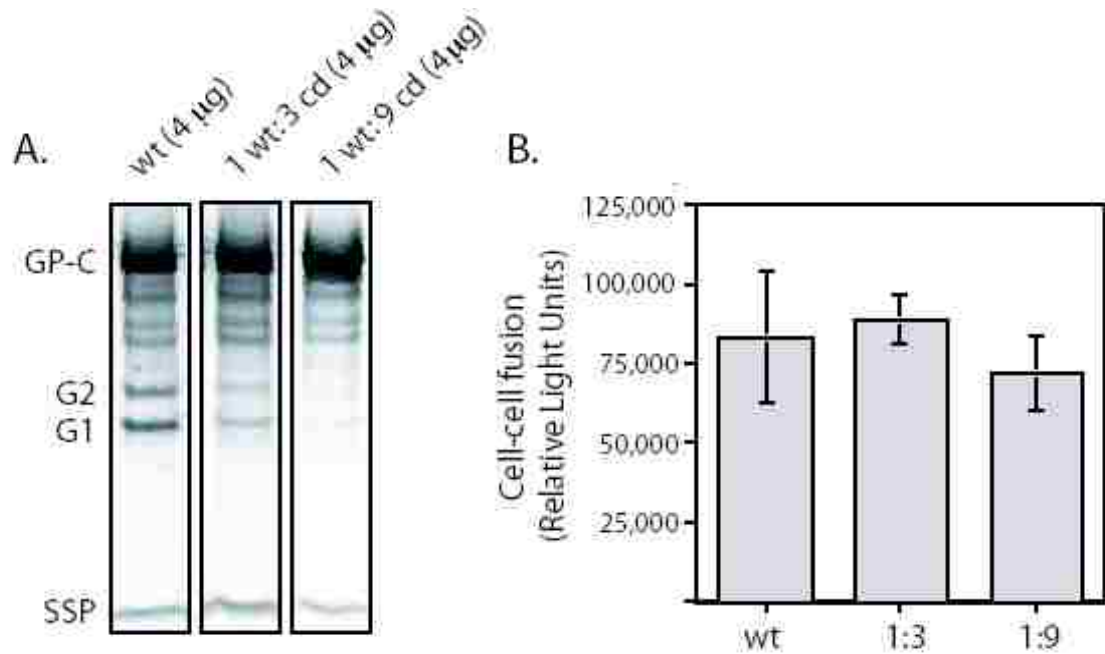 A.
wt (4 μg)
1 wt: 3 cd (4 μg)
1 wt: 9 cd (4μg)
GP-C
G2
G1
SSP
B.
Cell-cell fusion
(Relative Light Units)
125,000
100,000
75,000
50,000
25,000
wt
1:3
1:9